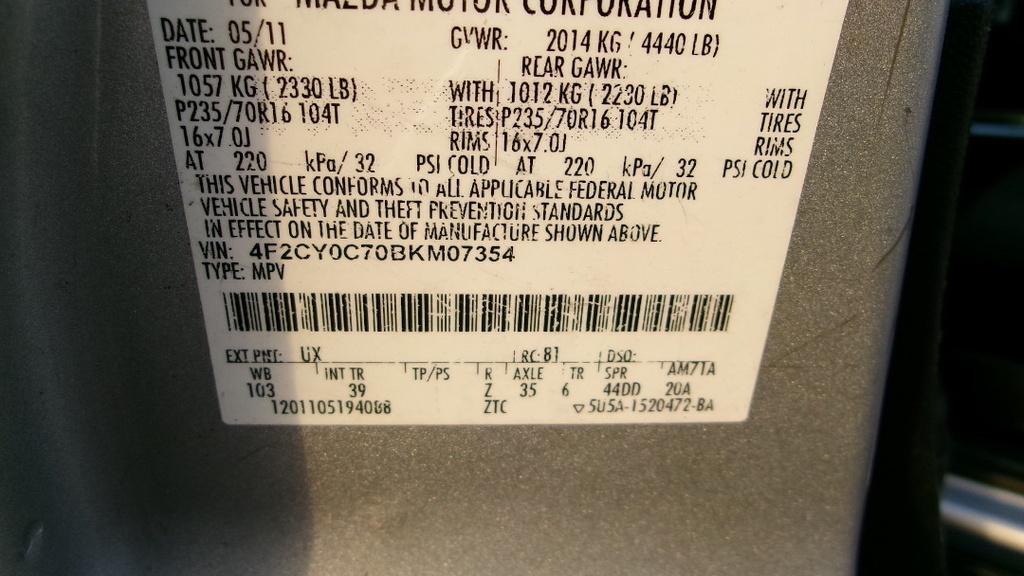 FOR MAZDA MOTOR CORPORATION
DATE: 05/11 GVWR: 2014 KG ( 4440 LB)
FRONT GAWR: REAR GAWR:
1057 KG ( 2330 LB) WITH 1012 KG ( 2230 LB) WITH
P235/70R16 104T TIRES P235/70R16 104T TIRES
16x7.0J RIMS 16x7.0J RIMS
AT 220 kPa/ 32 PSI COLD AT 220 kPa/ 32 PSI COLD
THIS VEHICLE CONFORMS TO ALL APPLICABLE FEDERAL MOTOR
VEHICLE SAFETY AND THEFT PREVENTION STANDARDS
IN EFFECT ON THE DATE OF MANUFACTURE SHOWN ABOVE.
VIN: 4F2CY0C70BKM07354
TYPE: MPV
EXT PNT: UX RC: 81 DSO:
WB INT TR TP/PS R AXLE TR SPR AM71A
103 39 Z 35 6 44DD 20A
1201105194088 ZTC ▽ 5U5A-1520472-BA